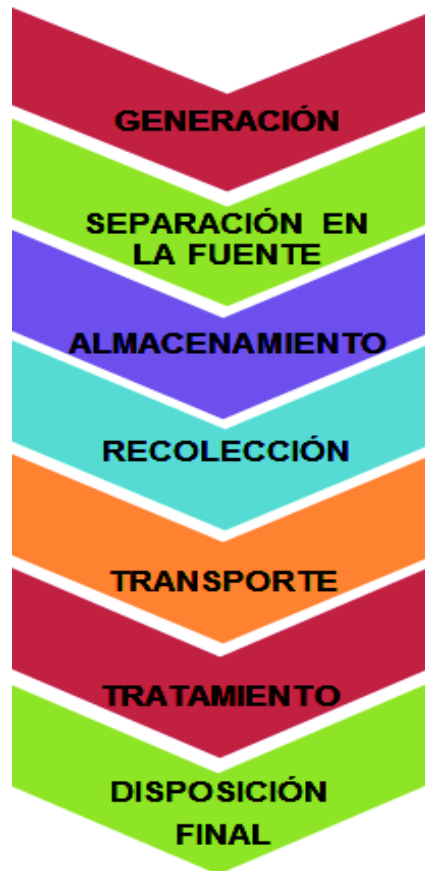 GENERACIÓN
SEPARACIÓN EN
LA FUENTE
ALMACENAMIENTO
RECOLECCIÓN
TRANSPORTE
TRATAMIENTO
DISPOSICIÓN
FINAL